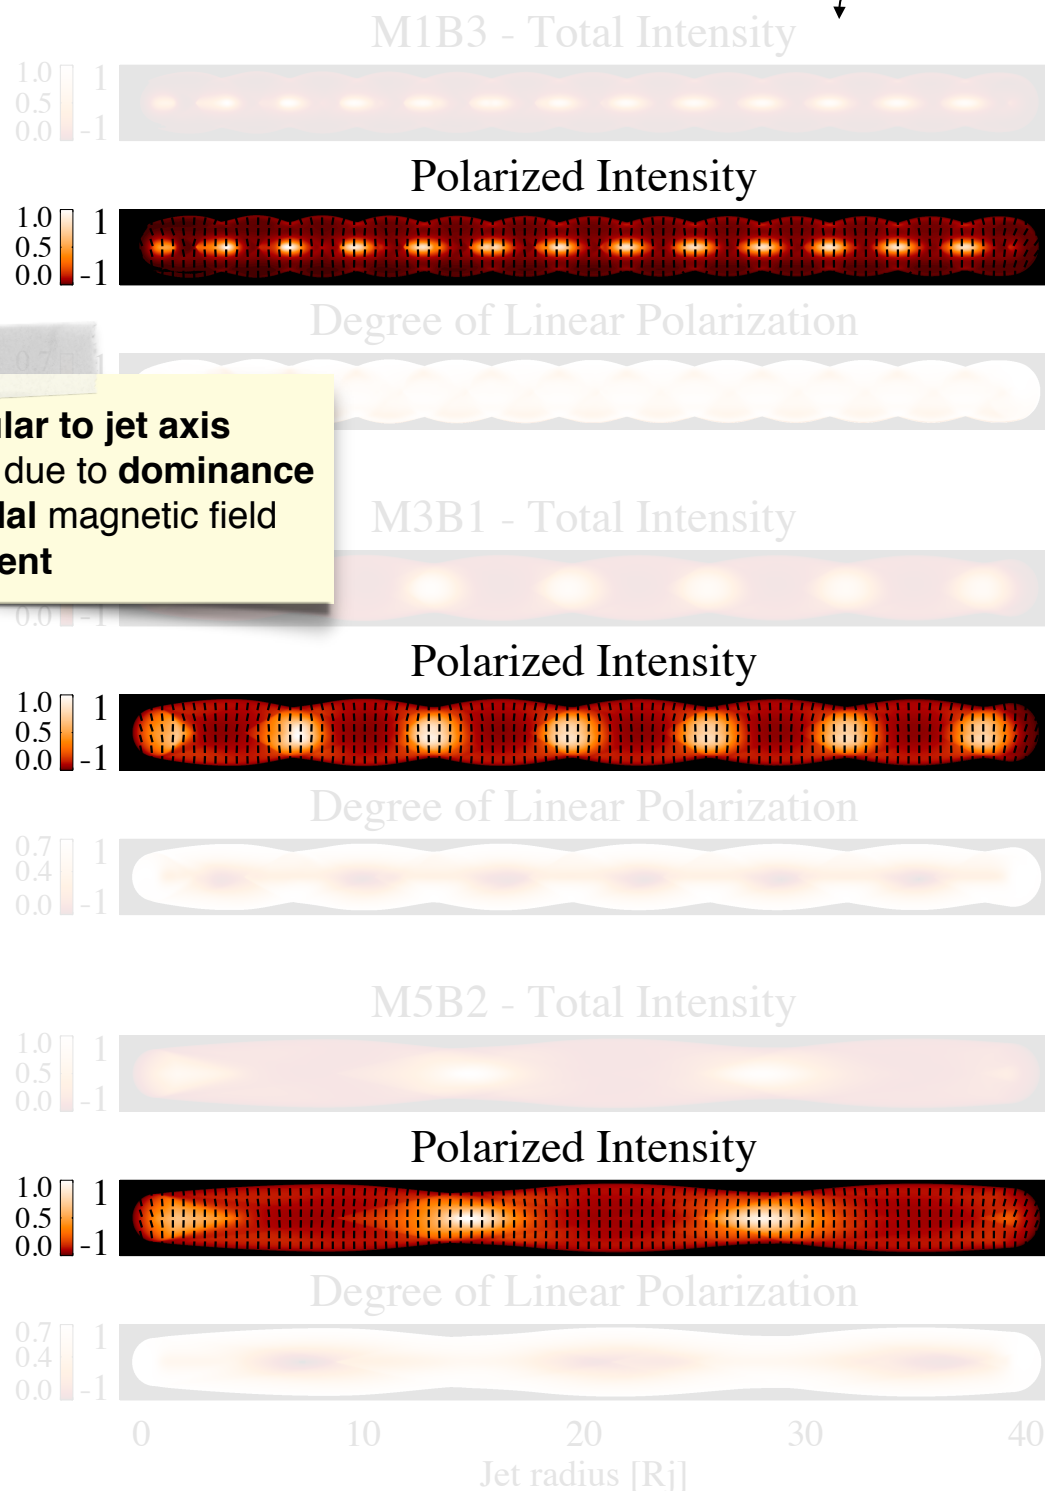 M1B3 - Total Intensity
1.0 1
0.5
0.0 -1
Polarized Intensity
1.0 1
0.5
0.0 -1
Degree of Linear Polarization
0.7 1
lar to jet axis
due to dominance
dal magnetic field
ent
M3B1 - Total Intensity
0.0 -1
Polarized Intensity
1.0 1
0.5
0.0 -1
Degree of Linear Polarization
0.7 1
0.4
0.0 -1
M5B2 - Total Intensity
1.0 1
0.5
0.0 -1
Polarized Intensity
1.0 1
0.5
0.0 -1
Degree of Linear Polarization
0.7 1
0.4
0.0 -1
0 10 20 30 40
Jet radius [Rj]